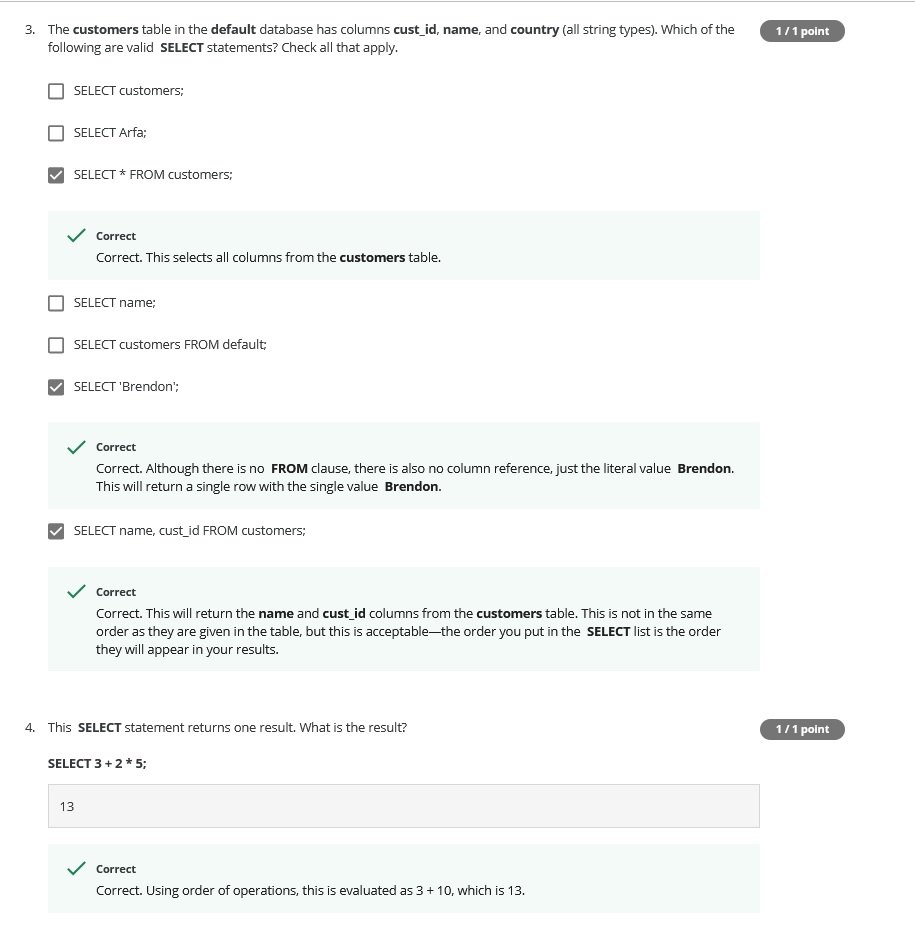 3. The customers table in the default database has columns cust_id, name, and country (all string types). Which of the
1 / 1 point
following are valid SELECT statements? Check all that apply.
SELECT customers;
SELECT Arfa;
SELECT * FROM customers;
Correct
Correct. This selects all columns from the customers table.
SELECT name;
SELECT customers FROM default;
SELECT 'Brendon';
Correct
Correct. Although there is no FROM clause, there is also no column reference, just the literal value Brendon.
This will return a single row with the single value Brendon.
SELECT name, cust_id FROM customers;
Correct
Correct. This will return the name and cust_id columns from the customers table. This is not in the same
order as they are given in the table, but this is acceptable—the order you put in the SELECT list is the order
they will appear in your results.
4. This SELECT statement returns one result. What is the result?
1 / 1 point
SELECT 3 + 2 * 5;
13
Correct
Correct. Using order of operations, this is evaluated as 3 + 10, which is 13.